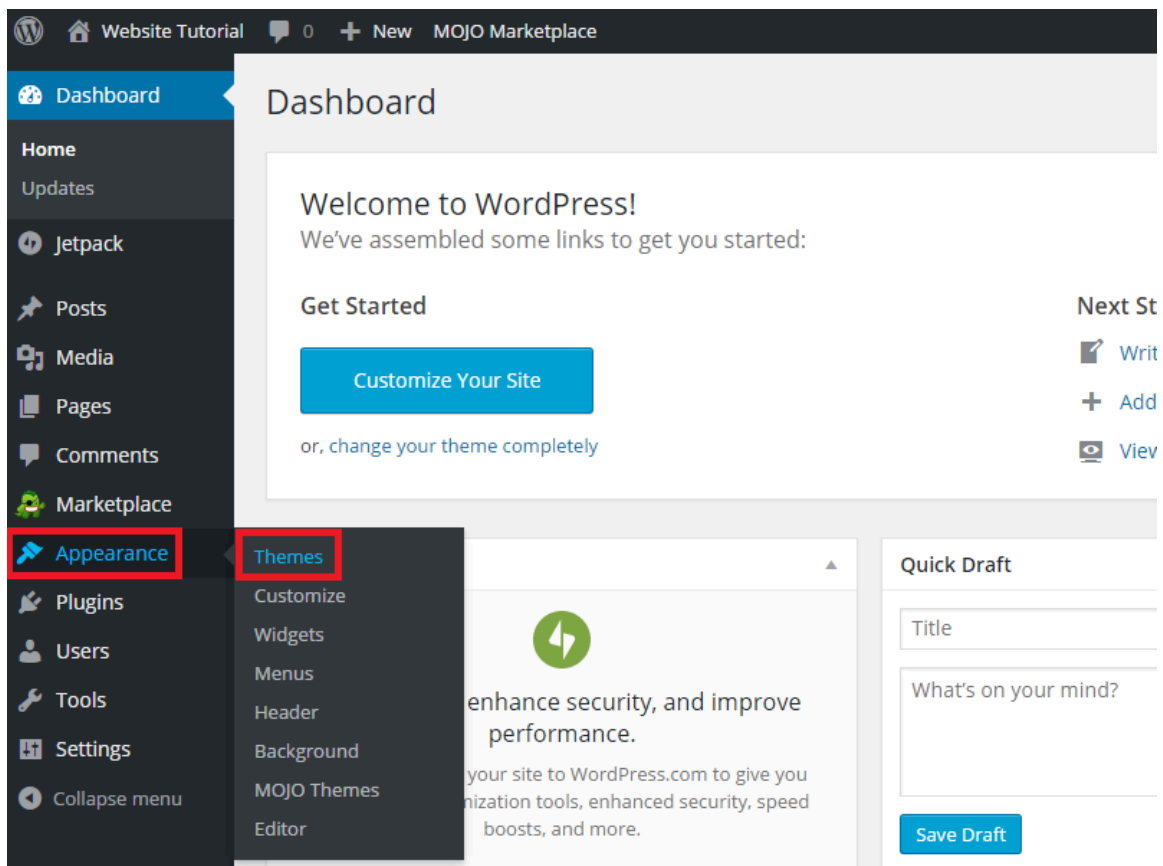 Website Tutorial 0 New MOJO Marketplace
Dashboard
Home
Updates
Jetpack
Posts
Media
Pages
Comments
Marketplace
Appearance
Plugins
Users
Tools
Settings
Collapse menu
Themes
Customize
Widgets
Menus
Header
Background
MOJO Themes
Editor
Dashboard
Welcome to WordPress!
We've assembled some links to get you started:
Get Started
Customize Your Site
or, change your theme completely
Next St
Writ
Add
View
enhance security, and improve
performance.
your site to WordPress.com to give you
nization tools, enhanced security, speed
boosts, and more.
Quick Draft
Title
What's on your mind?
Save Draft